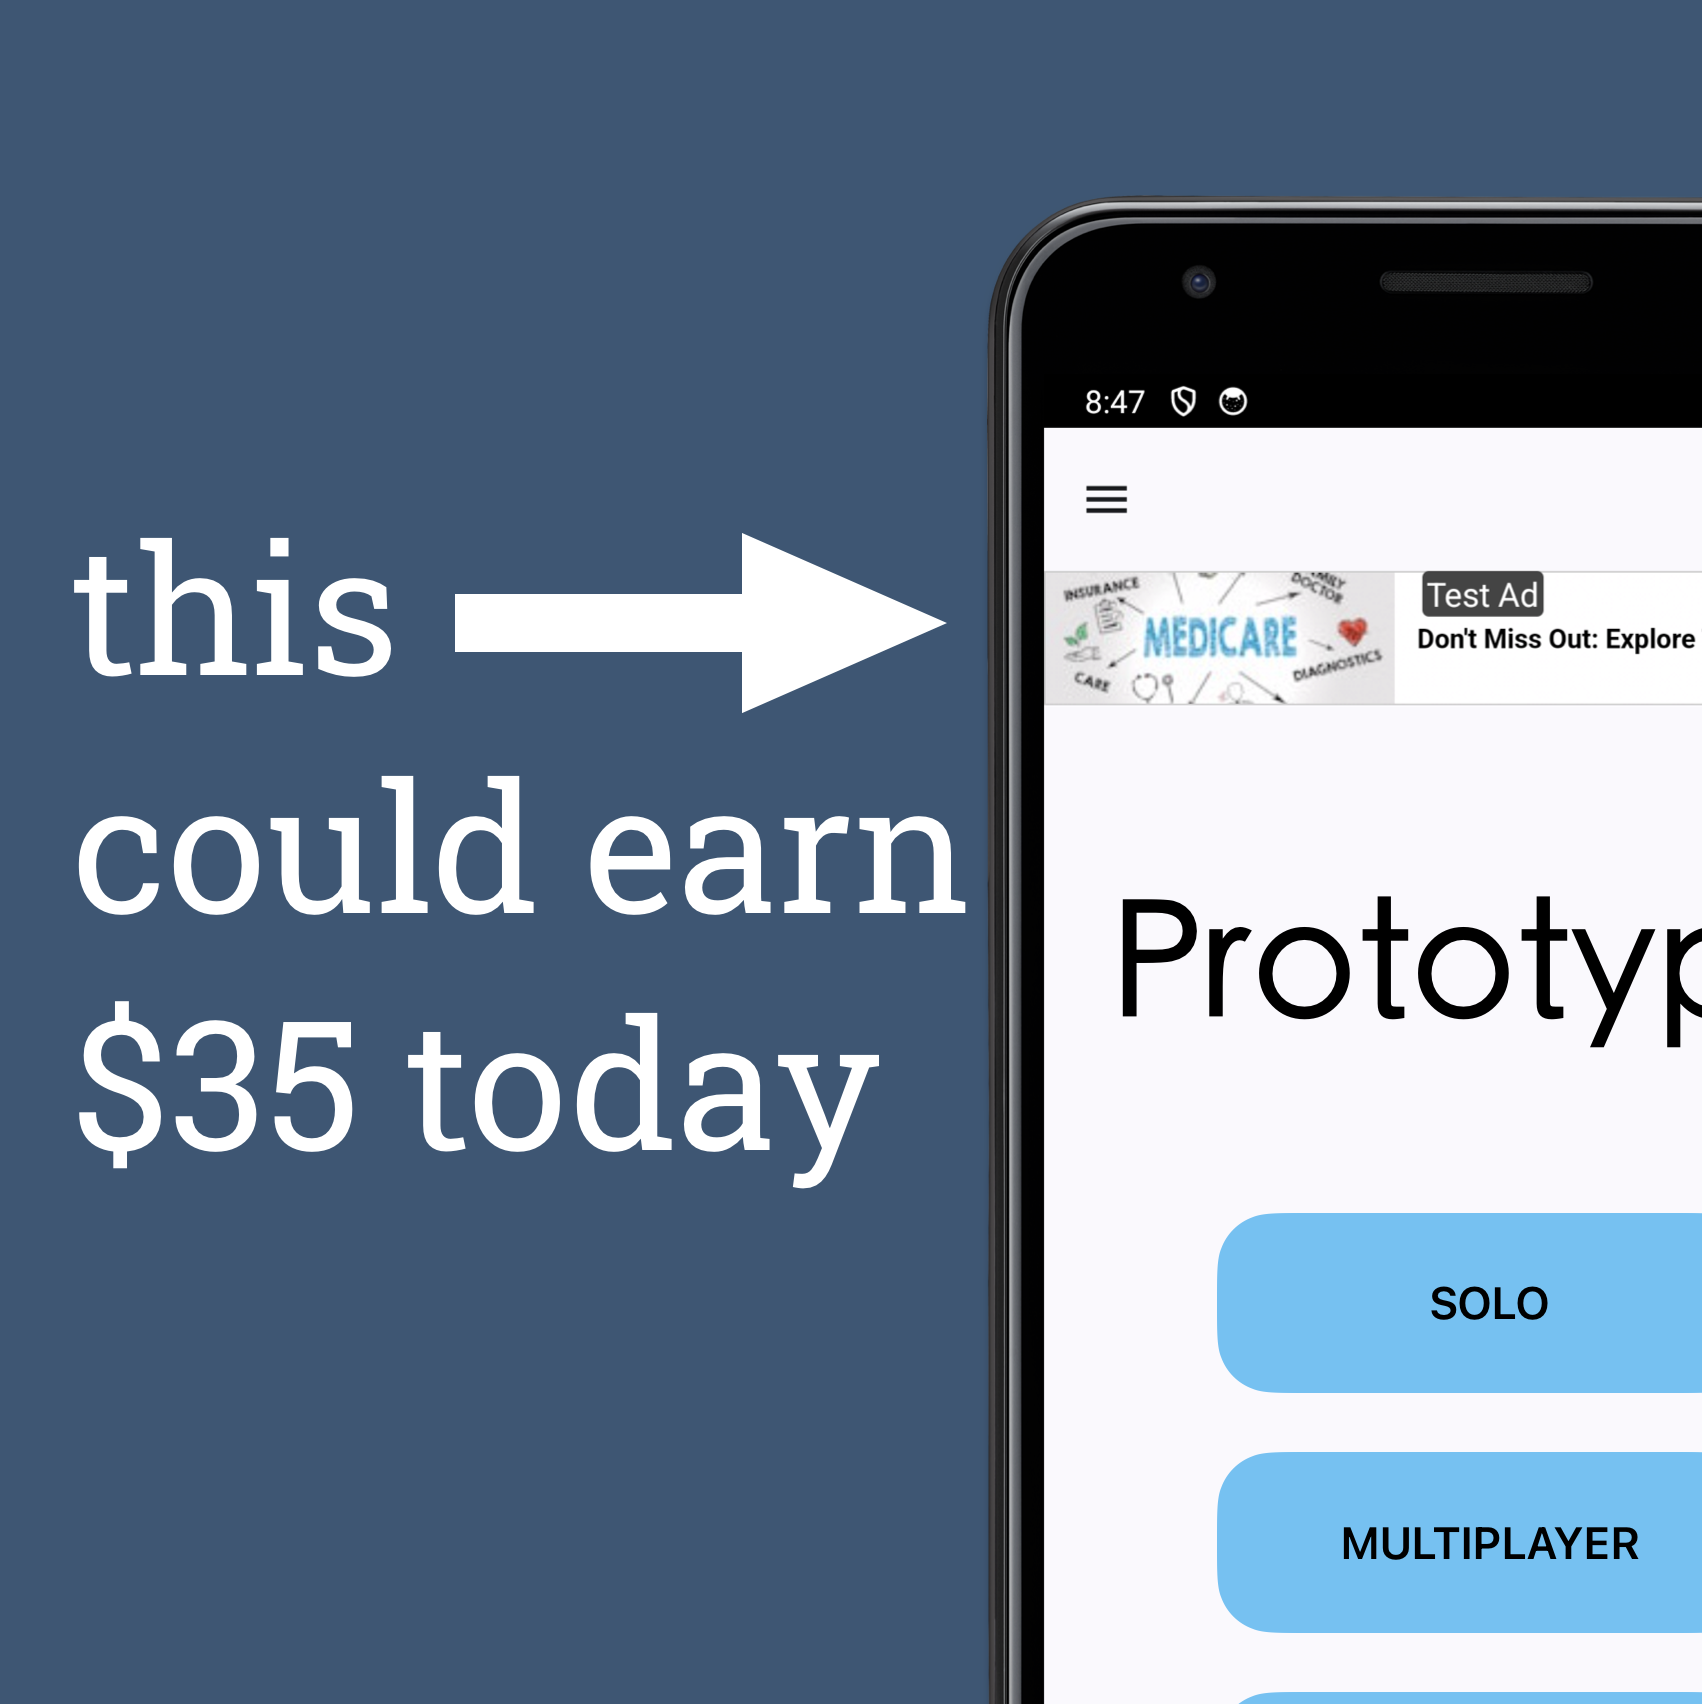 this
could earn
$35 today
8:47
INSURANCE
DOCTOR
MEDICARE
CARE
DIAGNOSTICS
Test Ad
Don't Miss Out: Explore
Prototyp
SOLO
MULTIPLAYER